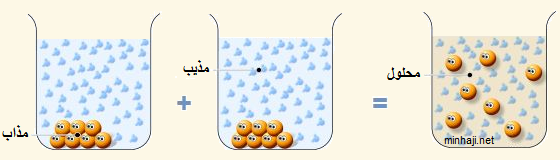 مذاب
+
مذيب
=
محلول
minhaji.net